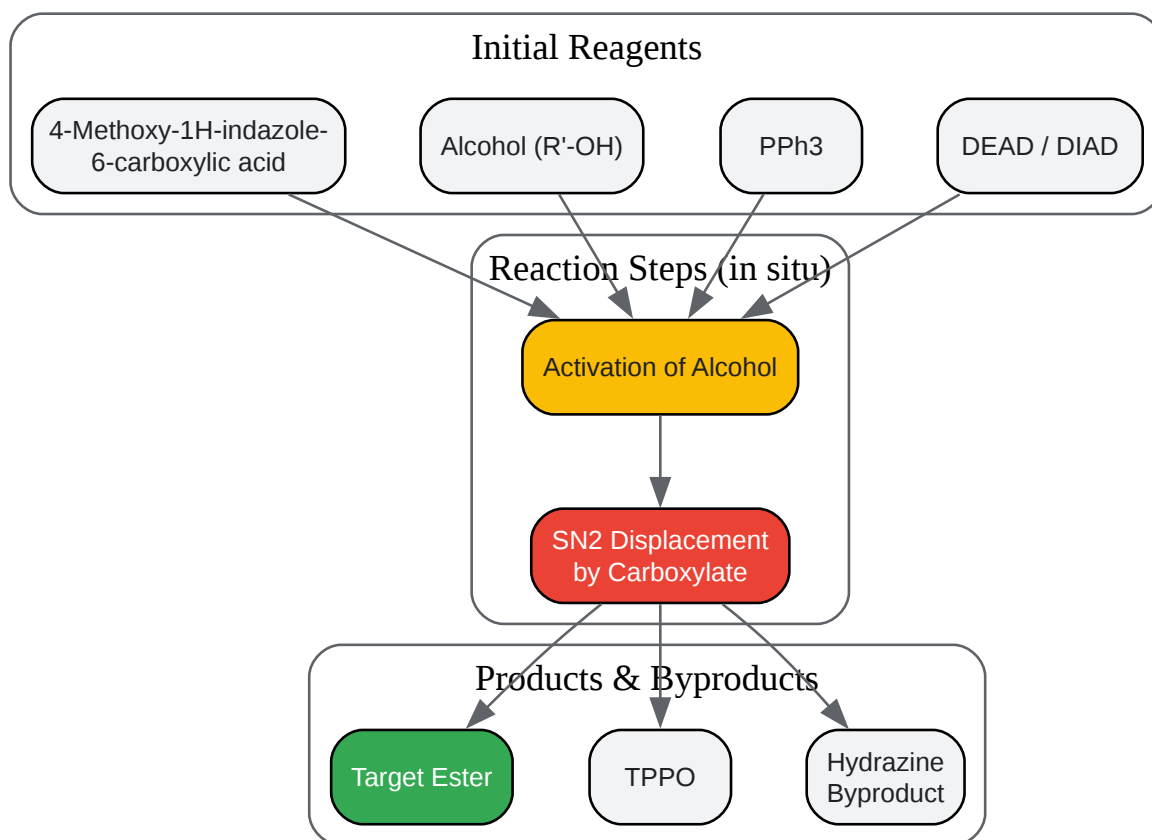 Initial Reagents
4-Methoxy-1H-indazole-
6-carboxylic acid
Alcohol (R'-OH)
PPh3
DEAD / DIAD
Reaction Steps (in situ)
Activation of Alcohol
SN2 Displacement
by Carboxylate
Products & Byproducts
Target Ester
TPPO
Hydrazine
Byproduct